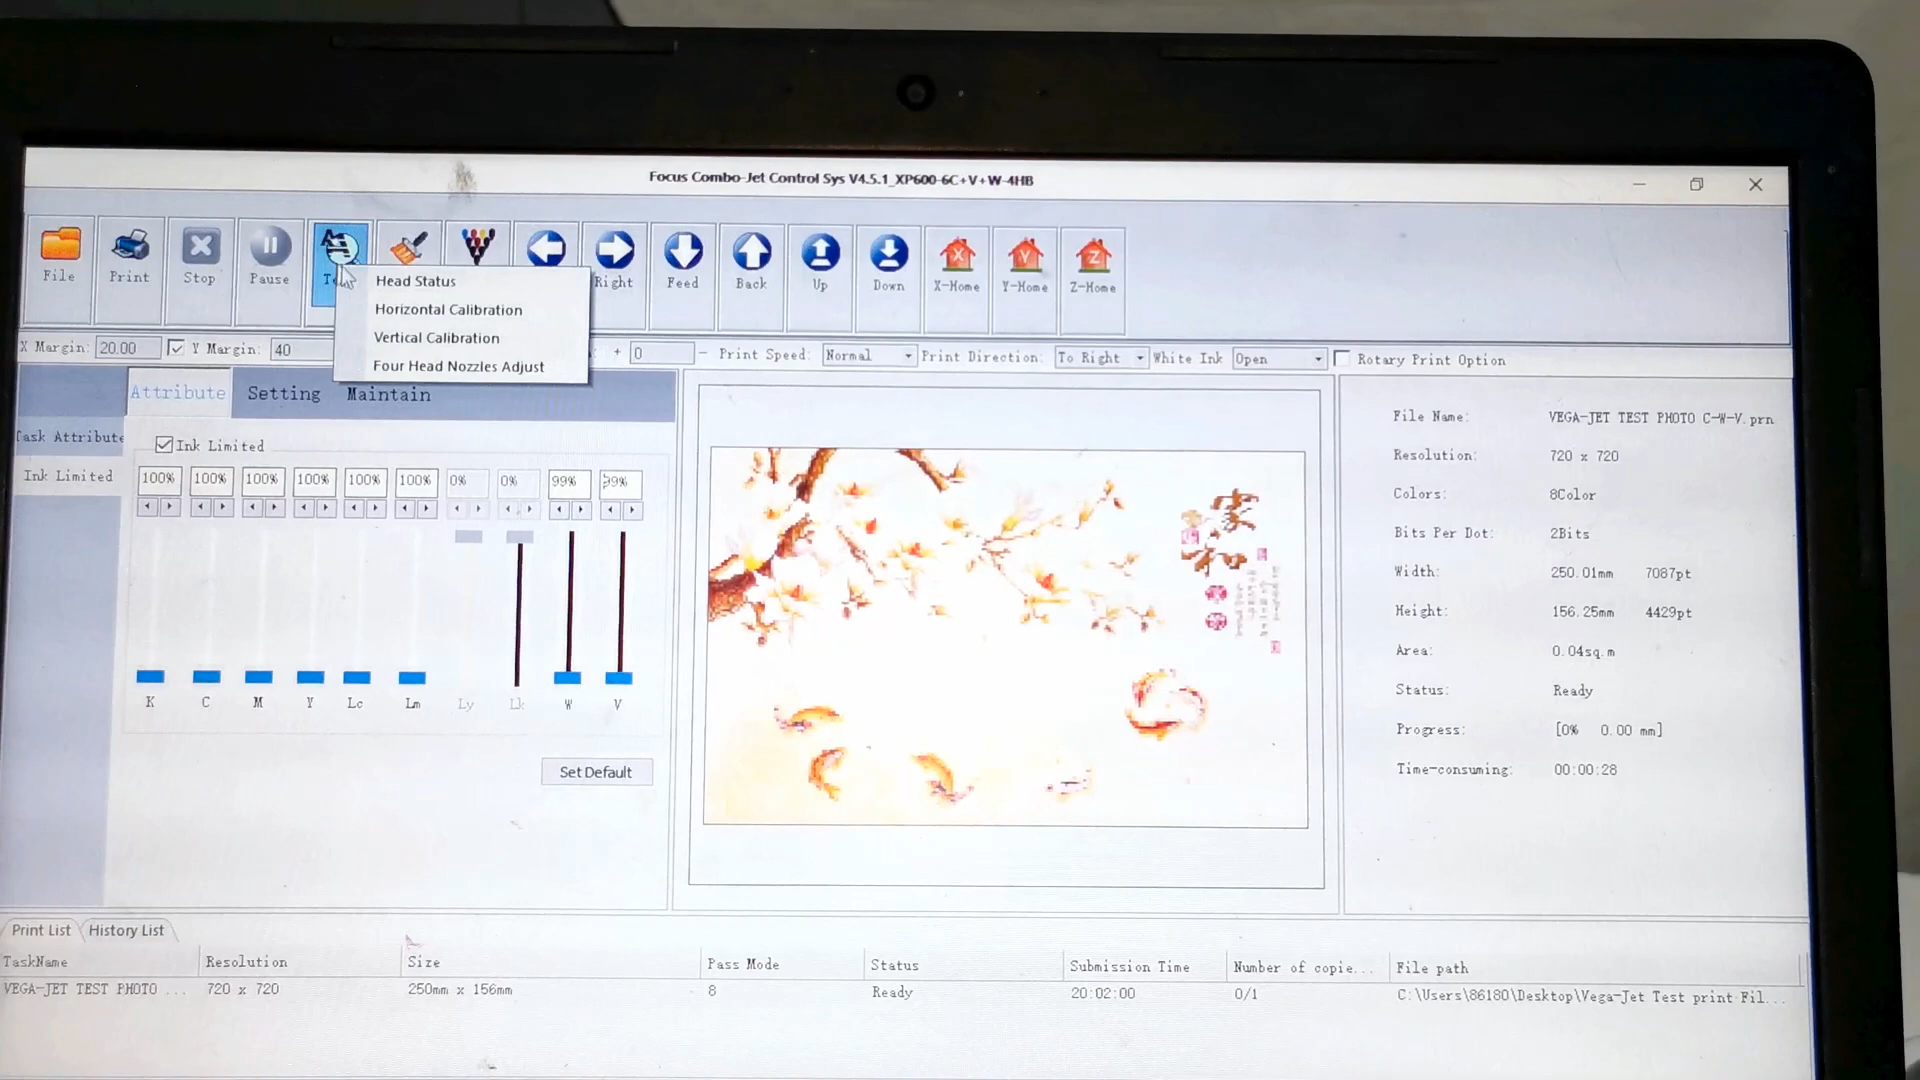 Focus Combo-Jet Control Sys V4.5.1_XP600-6C+V+W-4HB
File Print Stop Pause Right Feed Back Up Down X-Home Y-Home Z-Home
Head Status
Horizontal Calibration
Vertical Calibration
Four Head Nozzles Adjust
X Margin: 20.00 Y Margin: 40 + 0 - Print Speed: Normal Print Direction: To Right White Ink Open Rotary Print Option
Attribute Setting Maintain
Task Attribute
Ink Limited
Ink Limited
100% 100% 100% 100% 100% 100% 0% 0% 99% 99%
K C M Y Lc Lm Ly Lk W V
Set Default
家
和
File Name: VEGA-JET TEST PHOTO C-W-V.prn
Resolution: 720 x 720
Colors: 8Color
Bits Per Dot: 2Bits
Width: 250.01mm 7087pt
Height: 156.25mm 4429pt
Area: 0.04sq.m
Status: Ready
Progress: [0% 0.00 mm]
Time-consuming: 00:00:28
Print List History List
TaskName Resolution Size Pass Mode Status Submission Time Number of copie... File path
VEGA-JET TEST PHOTO ... 720 x 720 250mm x 156mm 8 Ready 20:02:00 0/1 C:\Users\86180\Desktop\Vega-Jet Test print Fil...